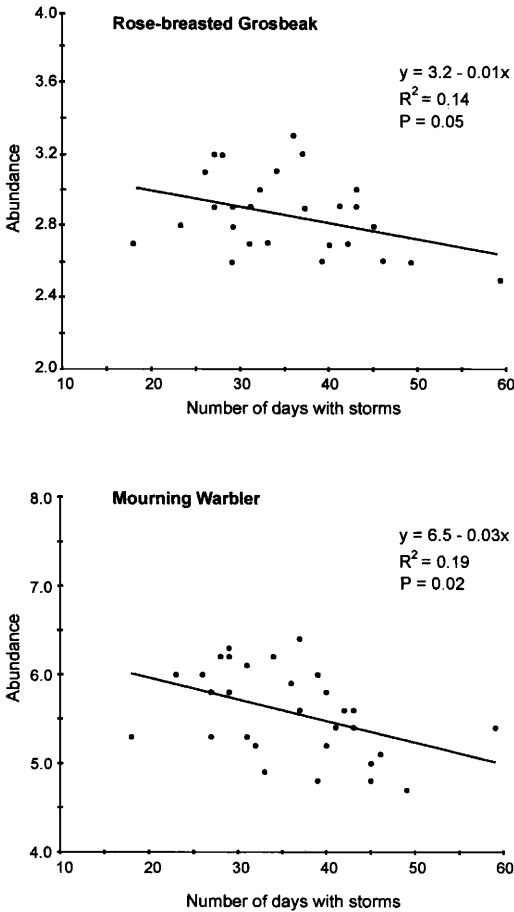 Rose-breasted Grosbeak
4.0
3.6
3.2
2.8
2.4
2.0
Abundance
y = 3.2 - 0.01x
R² = 0.14
P = 0.05
10 20 30 40 50 60
Number of days with storms
Mourning Warbler
8.0
7.0
6.0
5.0
4.0
Abundance
y = 6.5 - 0.03x
R² = 0.19
P = 0.02
10 20 30 40 50 60
Number of days with storms